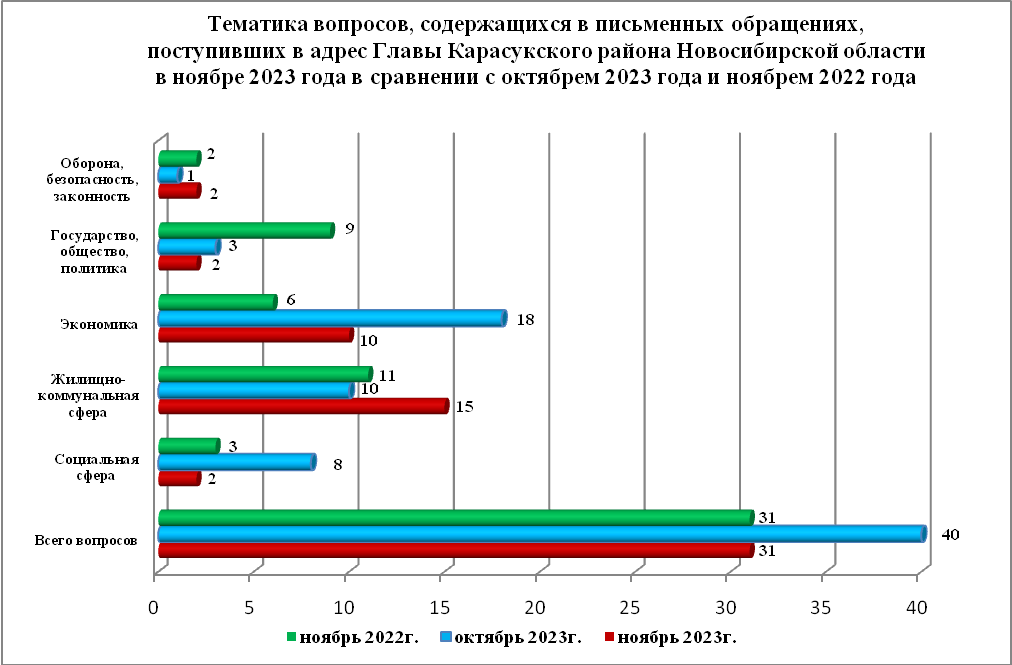 Тематика вопросов, содержащихся в письменных обращениях,
поступивших в адрес Главы Карасукского района Новосибирской области
в ноябре 2023 года в сравнении с октябрем 2023 года и ноябрем 2022 года
Оборона,
безопасность,
законность
2
1
2
Государство,
общество,
политика
9
3
2
Экономика
6
18
10
Жилищно-
коммунальная
сфера
11
10
15
Социальная
сфера
3
8
2
Всего вопросов
31
40
31
0 5 10 15 20 25 30 35 40
ноябрь 2022г. октябрь 2023г. ноябрь 2023г.